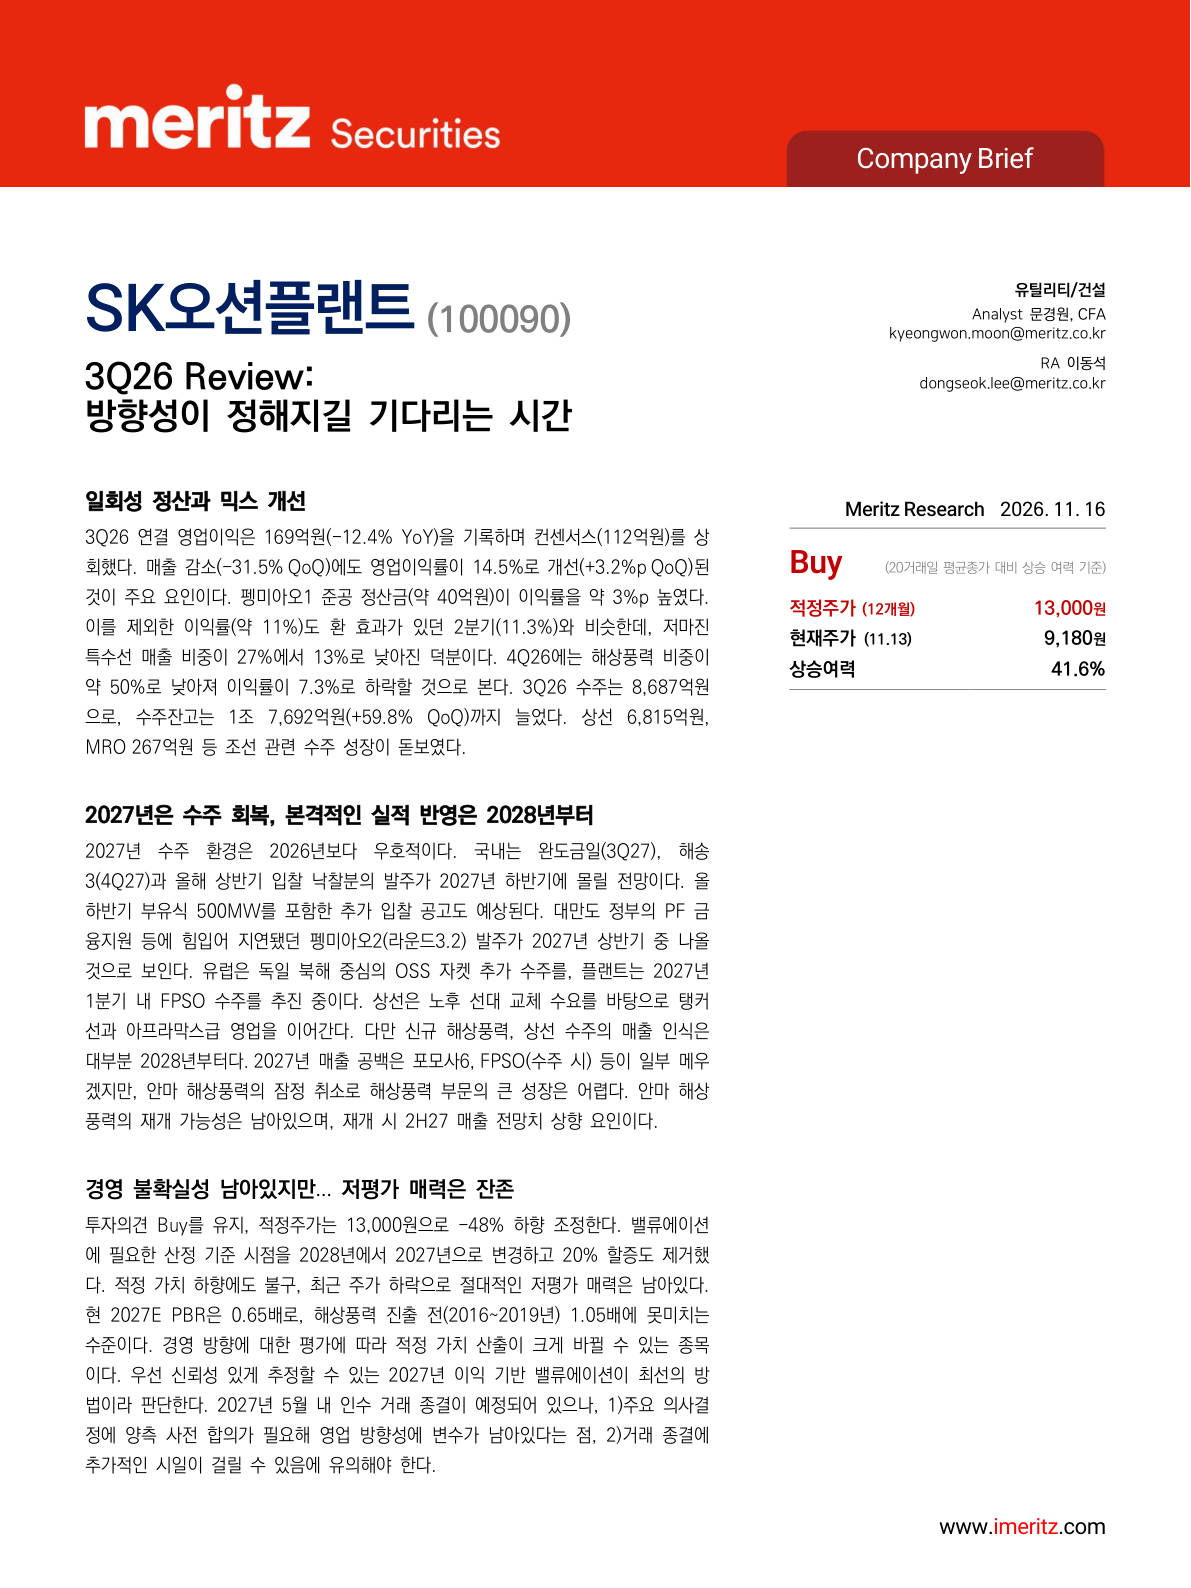 meritz Securities
Company Brief
SK오션플랜트 (100090)
3Q26 Review:
방향성이 정해지길 기다리는 시간
유틸리티/건설
Analyst 문경원, CFA
kyeongwon.moon@meritz.co.kr
RA 이동석
dongseok.lee@meritz.co.kr
일회성 정산과 믹스 개선
3Q26 연결 영업이익은 169억원(-12.4% YoY)을 기록하며 컨센서스(112억원)를 상
회했다. 매출 감소(-31.5% QoQ)에도 영업이익률이 14.5%로 개선(+3.2%p QoQ)된
것이 주요 요인이다. 펭미아오1 준공 정산금(약 40억원)이 이익률을 약 3%p 높였다.
이를 제외한 이익률(약 11%)도 환 효과가 있던 2분기(11.3%)와 비슷한데, 저마진
특수선 매출 비중이 27%에서 13%로 낮아진 덕분이다. 4Q26에는 해상풍력 비중이
약 50%로 낮아져 이익률이 7.3%로 하락할 것으로 본다. 3Q26 수주는 8,687억원
으로, 수주잔고는 1조 7,692억원(+59.8% QoQ)까지 늘었다. 상선 6,815억원,
MRO 267억원 등 조선 관련 수주 성장이 돋보였다.
2027년은 수주 회복, 본격적인 실적 반영은 2028년부터
2027년 수주 환경은 2026년보다 우호적이다. 국내는 완도금일(3Q27), 해송
3(4Q27)과 올해 상반기 입찰 낙찰분의 발주가 2027년 하반기에 몰릴 전망이다. 올
하반기 부유식 500MW를 포함한 추가 입찰 공고도 예상된다. 대만도 정부의 PF 금
융지원 등에 힘입어 지연됐던 펭미아오2(라운드3.2) 발주가 2027년 상반기 중 나올
것으로 보인다. 유럽은 독일 북해 중심의 OSS 자켓 추가 수주를, 플랜트는 2027년
1분기 내 FPSO 수주를 추진 중이다. 상선은 노후 선대 교체 수요를 바탕으로 탱커
선과 아프라막스급 영업을 이어간다. 다만 신규 해상풍력, 상선 수주의 매출 인식은
대부분 2028년부터다. 2027년 매출 공백은 포모사6, FPSO(수주 시) 등이 일부 메우
겠지만, 안마 해상풍력의 잠정 취소로 해상풍력 부문의 큰 성장은 어렵다. 안마 해상
풍력의 재개 가능성은 남아있으며, 재개 시 2H27 매출 전망치 상향 요인이다.
경영 불확실성 남아있지만... 저평가 매력은 잔존
투자의견 Buy를 유지, 적정주가는 13,000원으로 -48% 하향 조정한다. 밸류에이션
에 필요한 산정 기준 시점을 2028년에서 2027년으로 변경하고 20% 할증도 제거했
다. 적정 가치 하향에도 불구, 최근 주가 하락으로 절대적인 저평가 매력은 남아있다.
현 2027E PBR은 0.65배로, 해상풍력 진출 전(2016~2019년) 1.05배에 못미치는
수준이다. 경영 방향에 대한 평가에 따라 적정 가치 산출이 크게 바뀔 수 있는 종목
이다. 우선 신뢰성 있게 추정할 수 있는 2027년 이익 기반 밸류에이션이 최선의 방
법이라 판단한다. 2027년 5월 내 인수 거래 종결이 예정되어 있으나, 1)주요 의사결
정에 양측 사전 합의가 필요해 영업 방향성에 변수가 남아있다는 점, 2)거래 종결에
추가적인 시일이 걸릴 수 있음에 유의해야 한다.
Meritz Research 2026. 11. 16
Buy (20거래일 평균종가 대비 상승 여력 기준)
적정주가 (12개월) 13,000원
현재주가 (11.13) 9,180원
상승여력 41.6%
www.imeritz.com